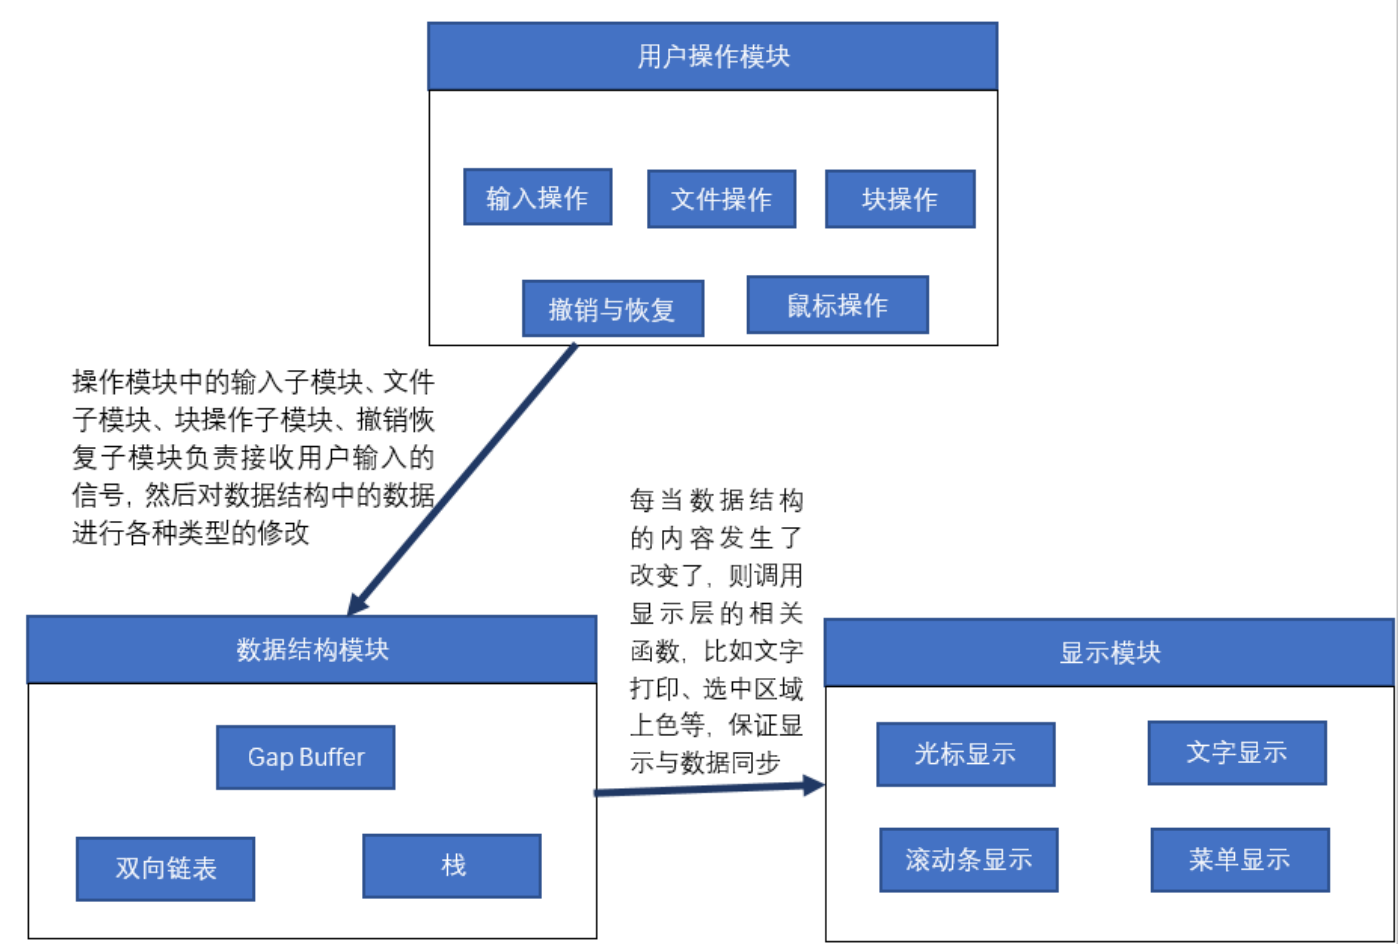 用户操作模块
输入操作
文件操作
块操作
撤销与恢复
鼠标操作
操作模块中的输入子模块、文件
子模块、块操作子模块、撤销恢
复子模块负责接收用户输入的
信号,然后对数据结构中的数据
进行各种类型的修改
每当数据结构
的内容发生了
改变了,则调用
显示层的相关
函数,比如文字
打印、选中区域
上色等,保证显
示与数据同步
数据结构模块
Gap Buffer
双向链表
栈
显示模块
光标显示
文字显示
滚动条显示
菜单显示